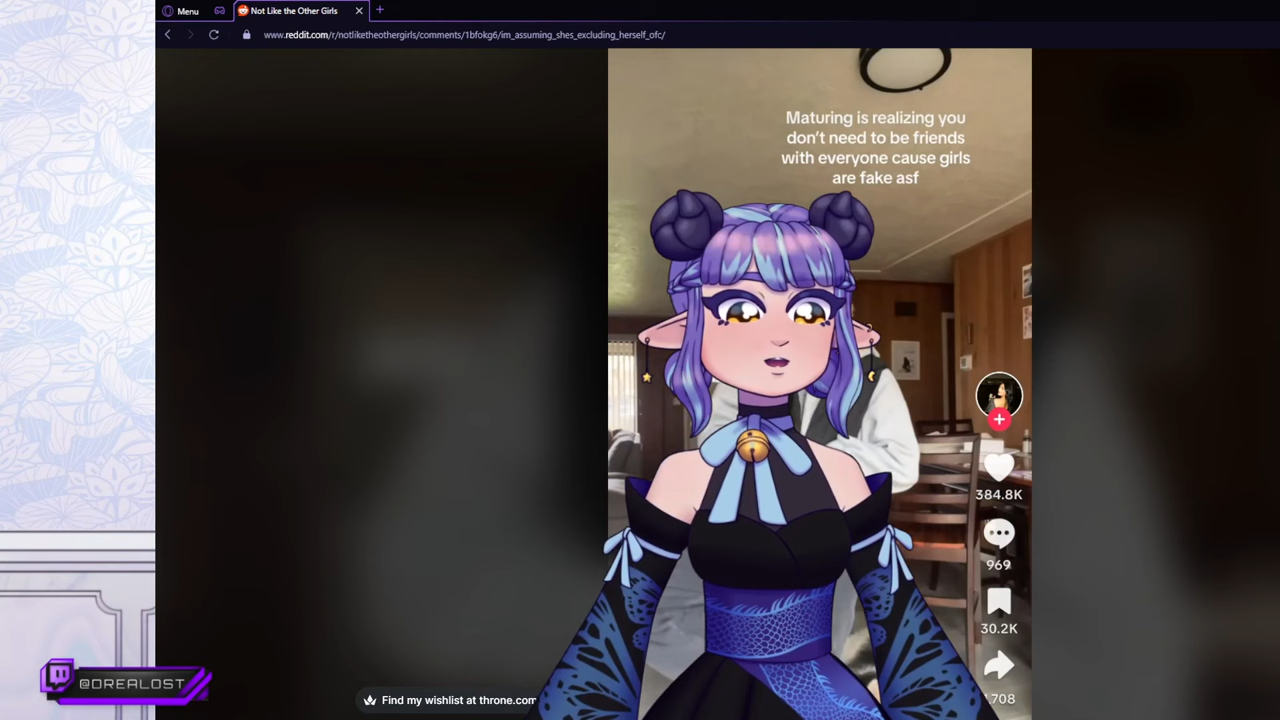 Menu
Not Like the Other Girls
www.reddit.com/r/notliketheothergirls/comments/1bfokg6/im_assuming_shes_excluding_herself_ofc/
Maturing is realizing you
don't need to be friends
with everyone cause girls
are fake asf
384.8K
969
30.2K
708
@OREALOST
Find my wishlist at throne.com